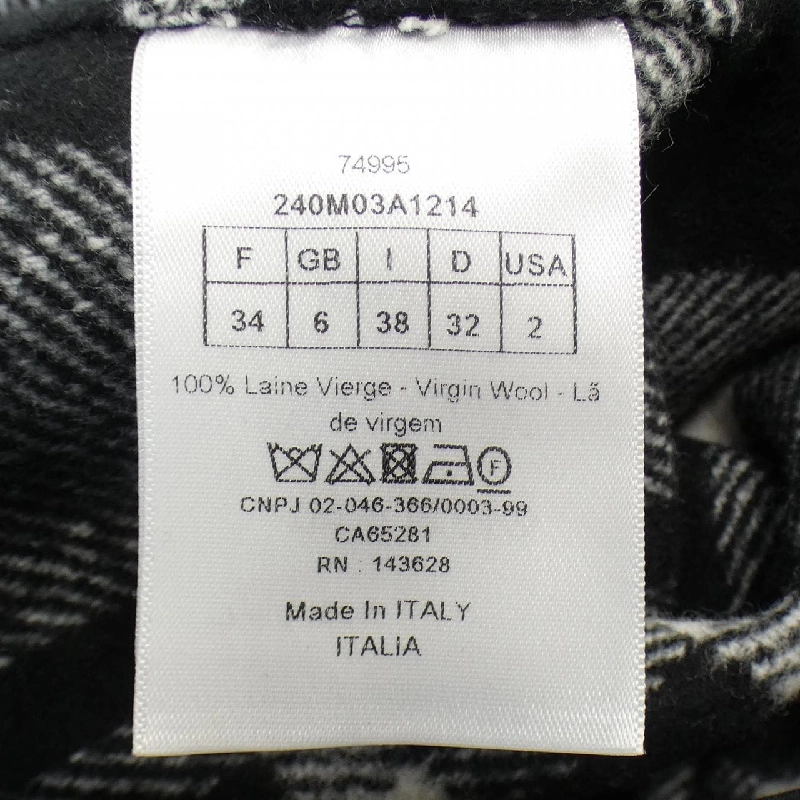 74995
240M03A1214
F GB I D USA
34 6 38 32 2
100% Laine Vierge - Virgin Wool - Lã
de virgem
F
CNPJ 02-046-366/0003-99
CA65281
RN : 143628
Made In ITALY
ITALIA